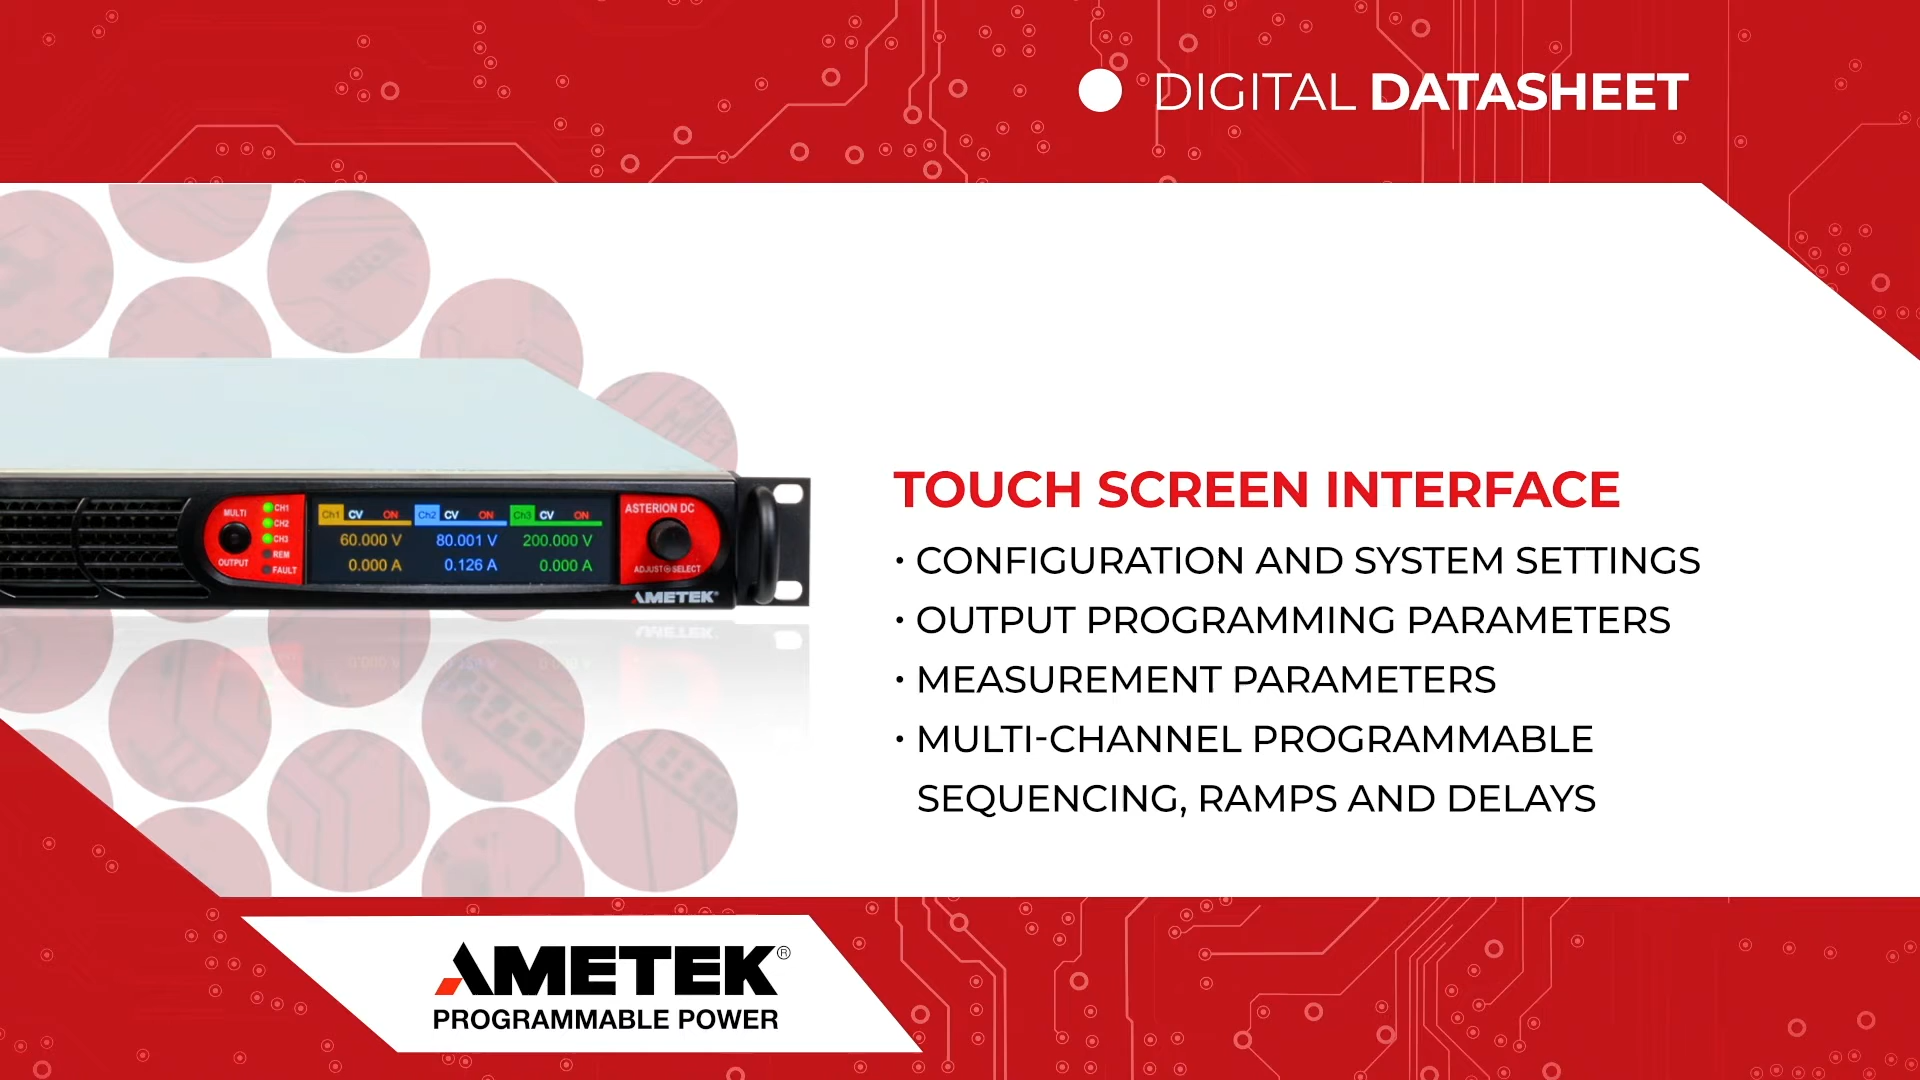 DIGITAL DATASHEET
TOUCH SCREEN INTERFACE
• CONFIGURATION AND SYSTEM SETTINGS
• OUTPUT PROGRAMMING PARAMETERS
• MEASUREMENT PARAMETERS
• MULTI-CHANNEL PROGRAMMABLE
SEQUENCING, RAMPS AND DELAYS
MULTI
OUTPUT
CH1
CH2
CH3
REM
FAULT
Ch1 CV ON Ch2 CV ON Ch3 CV ON
60.000 V 80.001 V 200.000 V
0.000 A 0.126 A 0.000 A
ASTERION DC
ADJUST SELECT
AMETEK®
AMETEK®
PROGRAMMABLE POWER